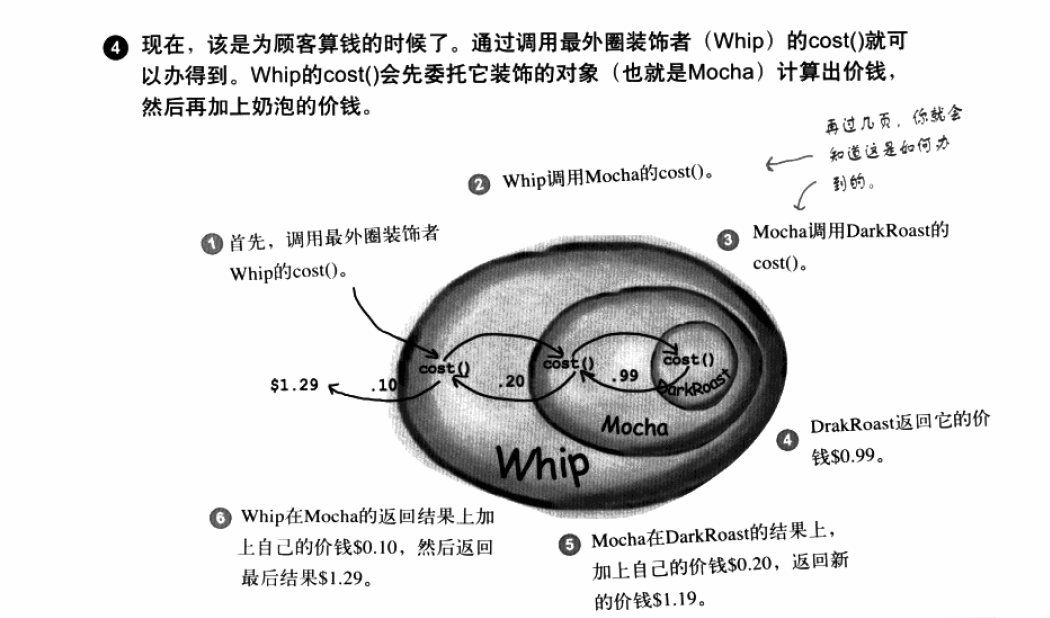 4 现在，该是为顾客算钱的时候了。通过调用最外圈装饰者（Whip）的cost()就可
以办得到。Whip的cost()会先委托它装饰的对象（也就是Mocha）计算出价钱，
然后再加上奶泡的价钱。
再过几页，你就会
知道这是如何办
到的。
1 首先，调用最外圈装饰者
Whip的cost()。
2 Whip调用Mocha的cost()。
3 Mocha调用DarkRoast的
cost()。
cost()
cost()
cost()
$1.29
.10
.20
.99
DarkRoast
Mocha
Whip
4 DrakRoast返回它的价
钱$0.99。
5 Mocha在DarkRoast的结果上，
加上自己的价钱$0.20，返回新
的价钱$1.19。
6 Whip在Mocha的返回结果上加
上自己的价钱$0.10，然后返回
最后结果$1.29。